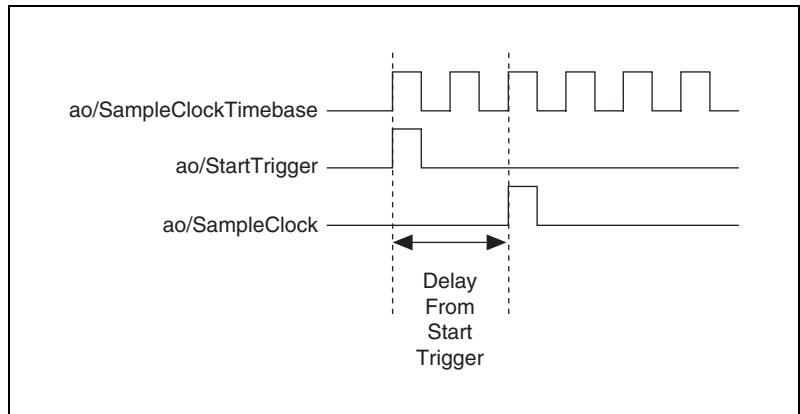 ao/SampleClockTimebase
ao/StartTrigger
ao/SampleClock
Delay
From
Start
Trigger